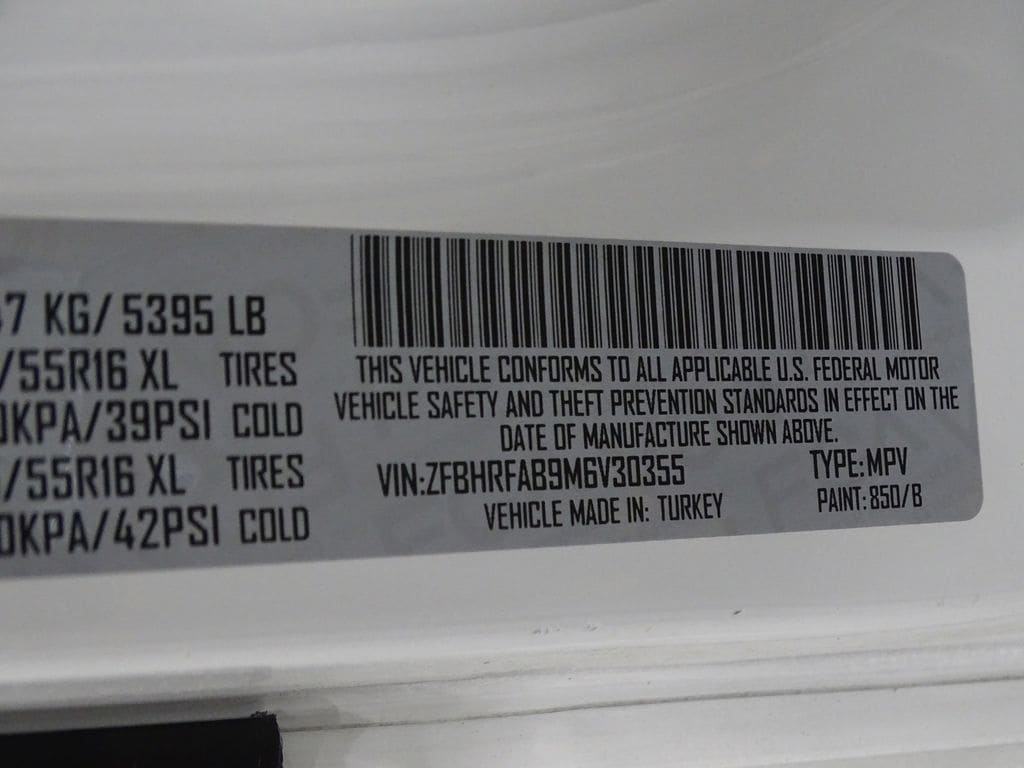 7 KG/ 5395 LB
/55R16 XL TIRES
0KPA/39PSI COLD
/55R16 XL TIRES
0KPA/42PSI COLD
THIS VEHICLE CONFORMS TO ALL APPLICABLE U.S. FEDERAL MOTOR
VEHICLE SAFETY AND THEFT PREVENTION STANDARDS IN EFFECT ON THE
DATE OF MANUFACTURE SHOWN ABOVE.
VIN:ZFBHRFAB9M6V30355 TYPE:MPV
VEHICLE MADE IN: TURKEY PAINT:850/B